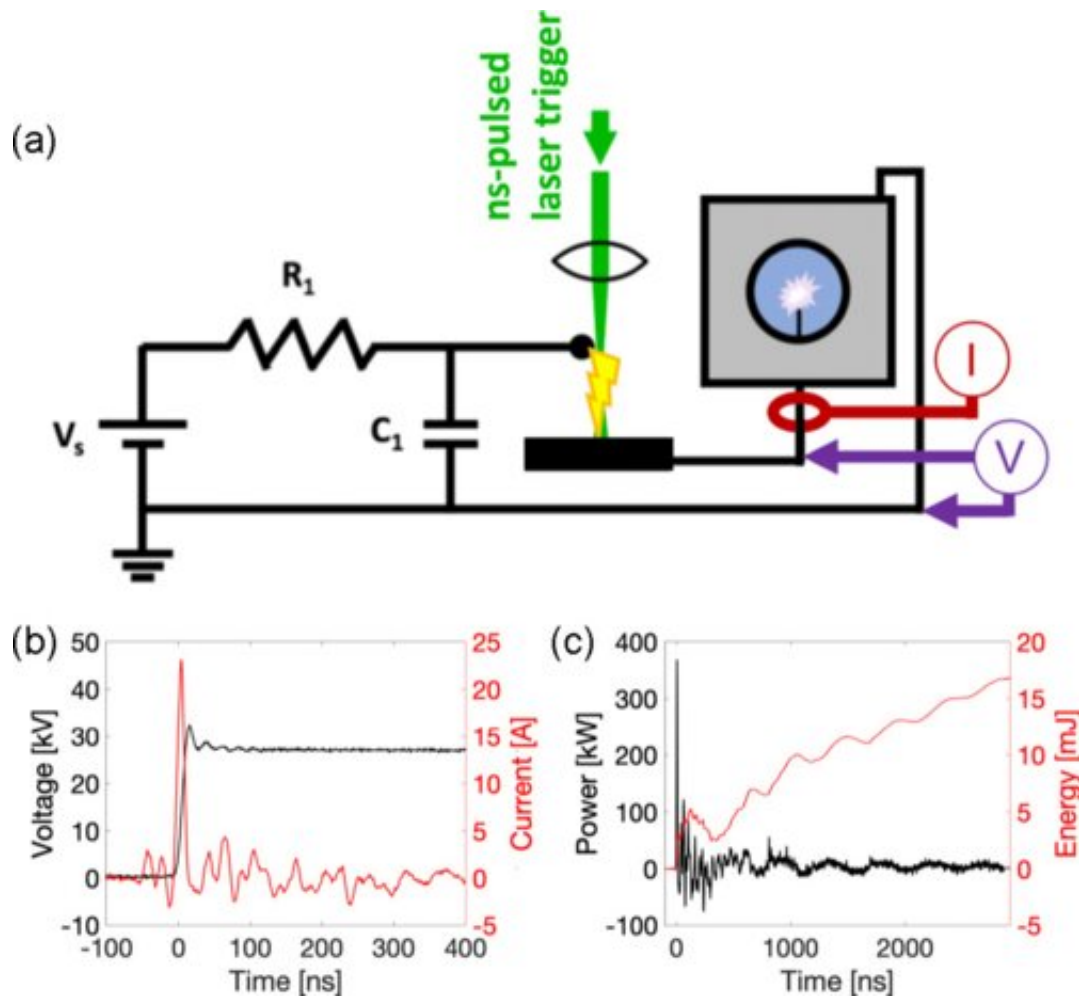 (a)
ns-pulsed
laser trigger
R₁
Vₛ
C₁
I
V
(b)
50
40
30
20
10
0
-10
Voltage [kV]
25
20
15
10
5
0
-5
Current [A]
-100 0 100 200 300 400
Time [ns]
(c)
400
300
200
100
0
-100
Power [kW]
20
15
10
5
0
-5
Energy [mJ]
0 1000 2000
Time [ns]